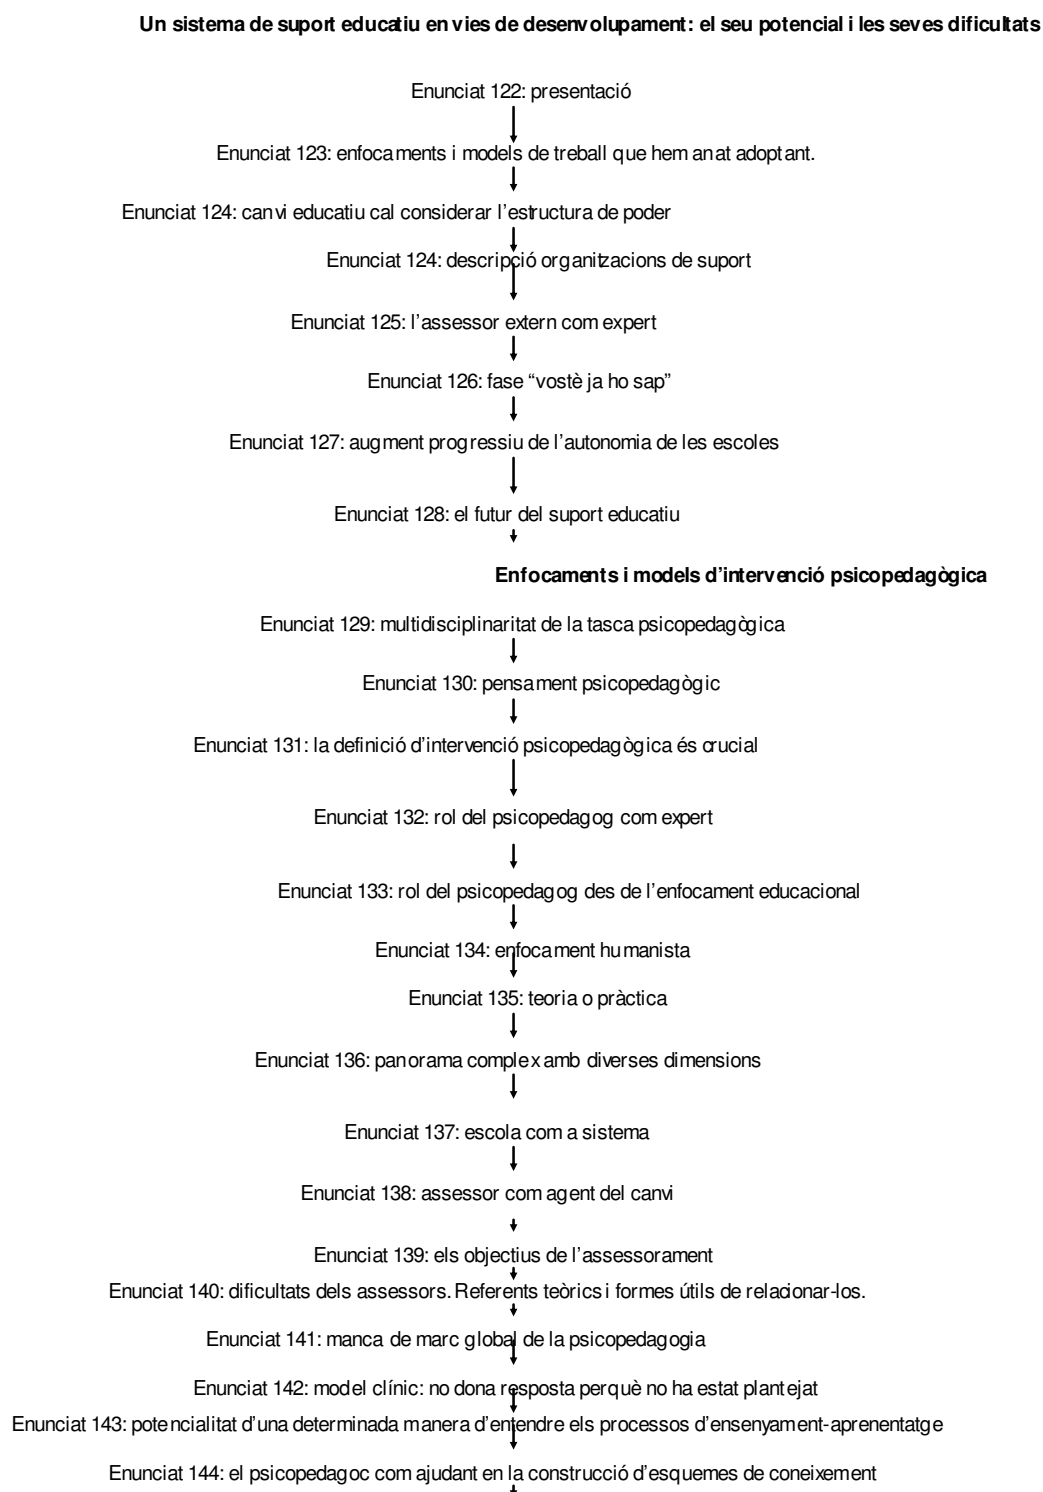 Un sistema de suport educatiu en vies de desenvolupament: el seu potencial i les seves dificultats
Enunciat 122: presentació
Enunciat 123: enfocaments i models de treball que hem anat adoptant.
Enunciat 124: canvi educatiu cal considerar l’estructura de poder
Enunciat 124: descripció organitzacions de suport
Enunciat 125: l’assessor extern com expert
Enunciat 126: fase “vostè ja ho sap”
Enunciat 127: augment progressiu de l’autonomia de les escoles
Enunciat 128: el futur del suport educatiu
Enfocaments i models d’intervenció psicopedagògica
Enunciat 129: multidisciplinaritat de la tasca psicopedagògica
Enunciat 130: pensament psicopedagògic
Enunciat 131: la definició d’intervenció psicopedagògica és crucial
Enunciat 132: rol del psicopedagog com expert
Enunciat 133: rol del psicopedagog des de l’enfocament educacional
Enunciat 134: enfocament humanista
Enunciat 135: teoria o pràctica
Enunciat 136: panorama complex amb diverses dimensions
Enunciat 137: escola com a sistema
Enunciat 138: assessor com agent del canvi
Enunciat 139: els objectius de l’assessorament
Enunciat 140: dificultats dels assessors. Referents teòrics i formes útils de relacionar-los.
Enunciat 141: manca de marc global de la psicopedagogia
Enunciat 142: model clínic: no dona resposta perquè no ha estat plantejat
Enunciat 143: potencialitat d’una determinada manera d’entendre els processos d’ensenyament-aprenentatge
Enunciat 144: el psicopedagoc com ajudant en la construcció d’esquemes de coneixement